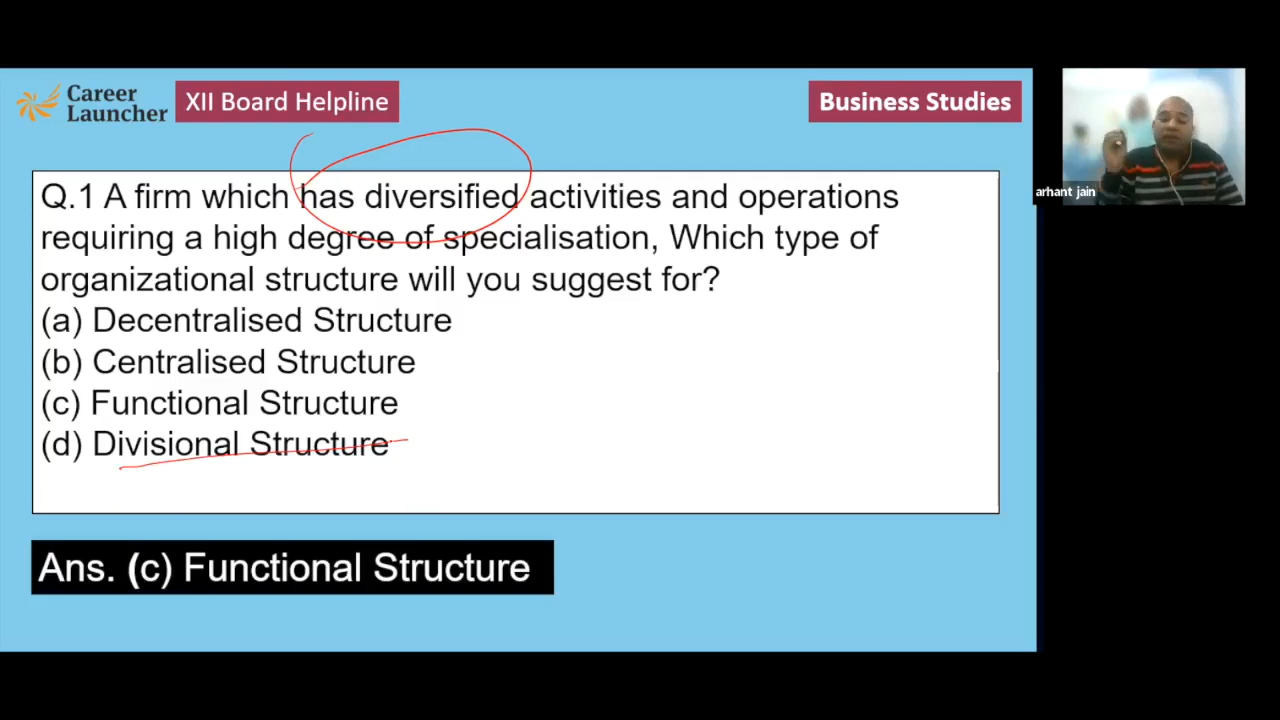 Career
Launcher
XII Board Helpline
Business Studies
arhant jain
Q.1 A firm which has diversified activities and operations
requiring a high degree of specialisation, Which type of
organizational structure will you suggest for?
(a) Decentralised Structure
(b) Centralised Structure
(c) Functional Structure
(d) Divisional Structure
Ans. (c) Functional Structure